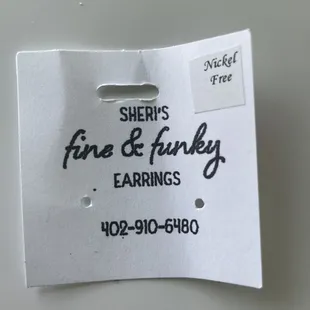 Nickel
Free
SHERI'S
fine & funky
EARRINGS
402-910-6480